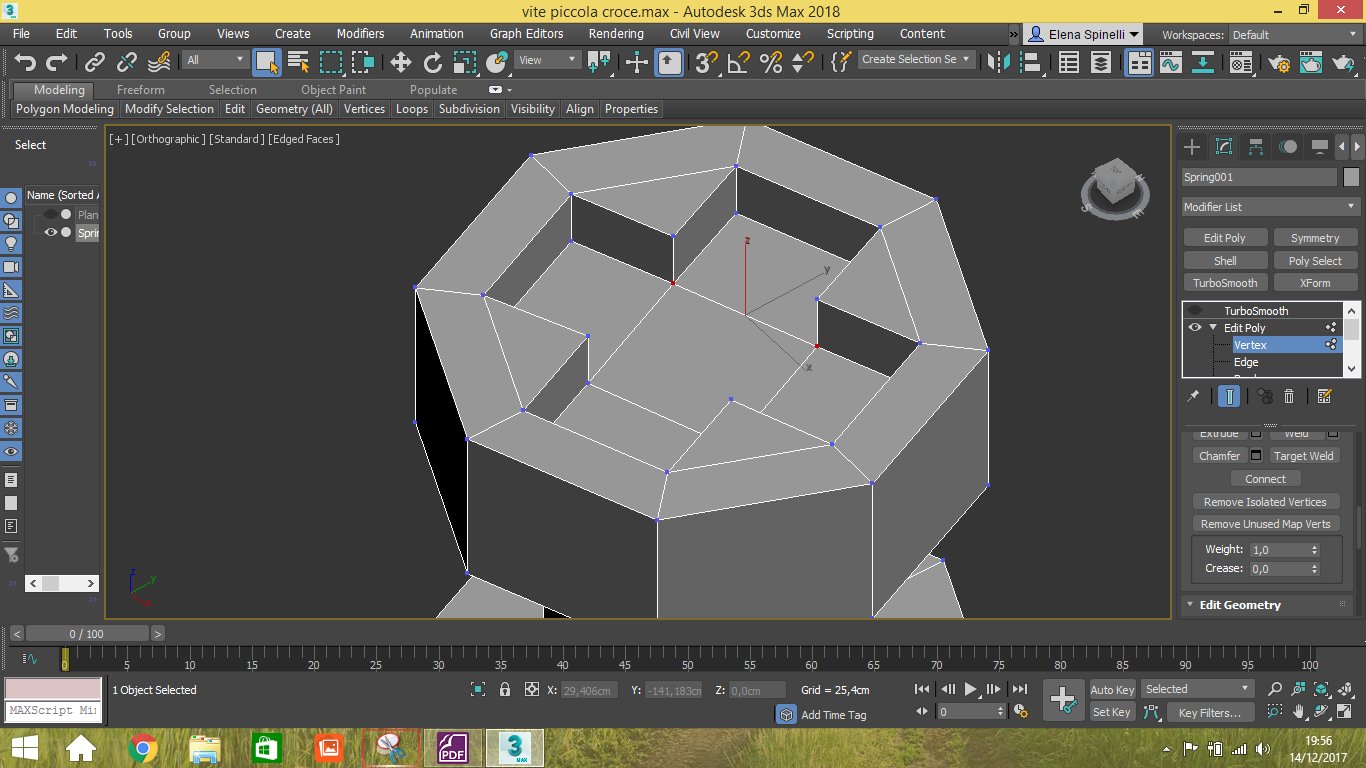 vite piccola croce.max - Autodesk 3ds Max 2018
File Edit Tools Group Views Create Modifiers Animation Graph Editors Rendering Civil View Customize Scripting Content » Elena Spinelli Workspaces: Default
All View Create Selection Se
Modeling Freeform Selection Object Paint Populate
Polygon Modeling Modify Selection Edit Geometry (All) Vertices Loops Subdivision Visibility Align Properties
Select
[+] [Orthographic] [Standard] [Edged Faces]
Name (Sorted A
Plan
Sprin
z
y
x
Spring001
Modifier List
Edit Poly Symmetry
Shell Poly Select
TurboSmooth XForm
TurboSmooth
Edit Poly
Vertex
Edge
Extrude Weld
Chamfer Target Weld
Connect
Remove Isolated Vertices
Remove Unused Map Verts
Weight: 1,0
Crease: 0,0
Edit Geometry
z
y
x
< 0 / 100 >
0 5 10 15 20 25 30 35 40 45 50 55 60 65 70 75 80 85 90 95 100
1 Object Selected X: 29,406cm Y: -141,183cm Z: 0,0cm Grid = 25,4cm Auto Key Selected
MAXScript Min Add Time Tag 0 Set Key Key Filters...
PDF 3 MAX
19:56
14/12/2017